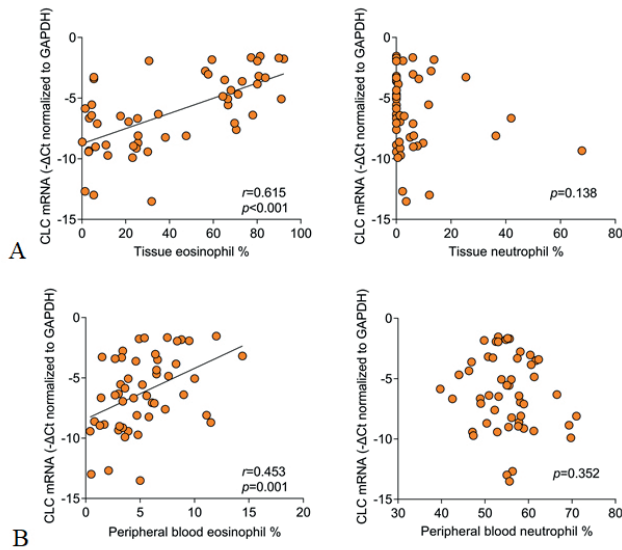 CLC mRNA (-ΔCt normalized to GAPDH)
0
-5
-10
-15
0 20 40 60 80 100
Tissue eosinophil %
r=0.615
p<0.001
A
CLC mRNA (-ΔCt normalized to GAPDH)
0
-5
-10
-15
0 20 40 60 80
Tissue neutrophil %
p=0.138
CLC mRNA (-ΔCt normalized to GAPDH)
0
-5
-10
-15
0 5 10 15 20
Peripheral blood eosinophil %
r=0.453
p=0.001
B
CLC mRNA (-ΔCt normalized to GAPDH)
0
-5
-10
-15
30 40 50 60 70 80
Peripheral blood neutrophil %
p=0.352